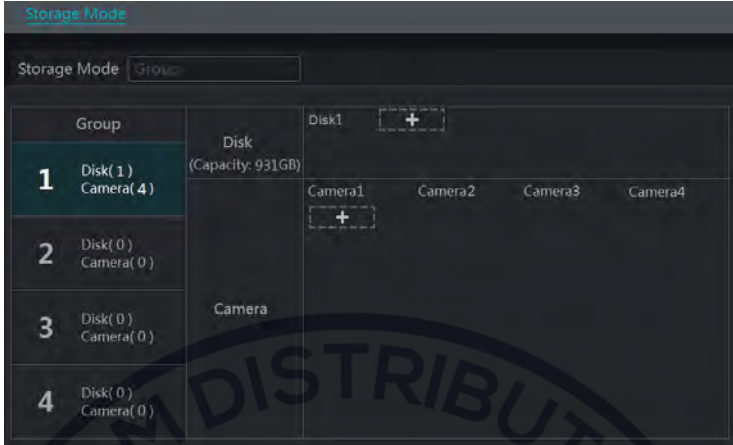 Storage Mode
Storage Mode Group
Group
1 Disk( 1 )
Camera( 4 )
2 Disk( 0 )
Camera( 0 )
3 Disk( 0 )
Camera( 0 )
4 Disk( 0 )
Camera( 0 )
Disk
(Capacity: 931GB)
Disk1 +
Camera
Camera1 Camera2 Camera3 Camera4
+
M DISTRIBUT